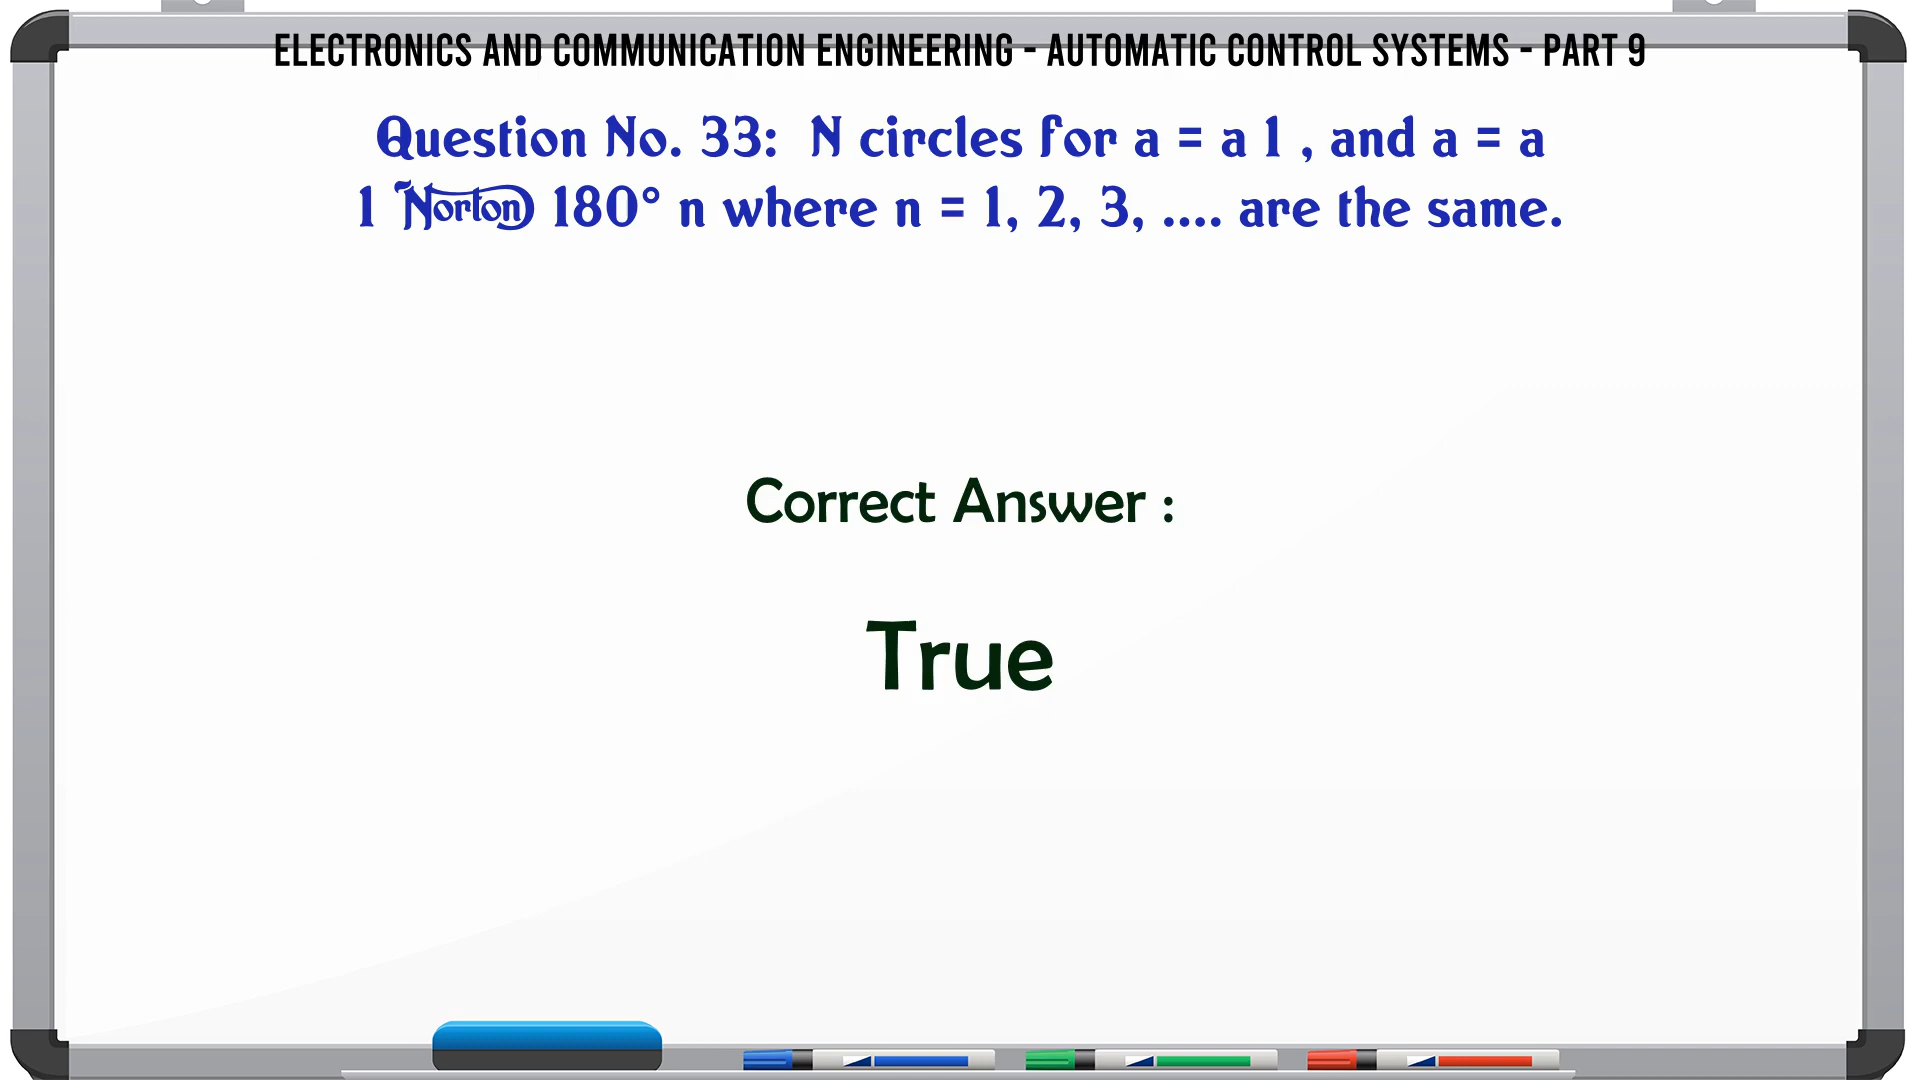 ELECTRONICS AND COMMUNICATION ENGINEERING - AUTOMATIC CONTROL SYSTEMS - PART 9
Question No. 33: N circles for a = a 1 , and a = a
1 Norton 180° n where n = 1, 2, 3, .... are the same.
Correct Answer :
True